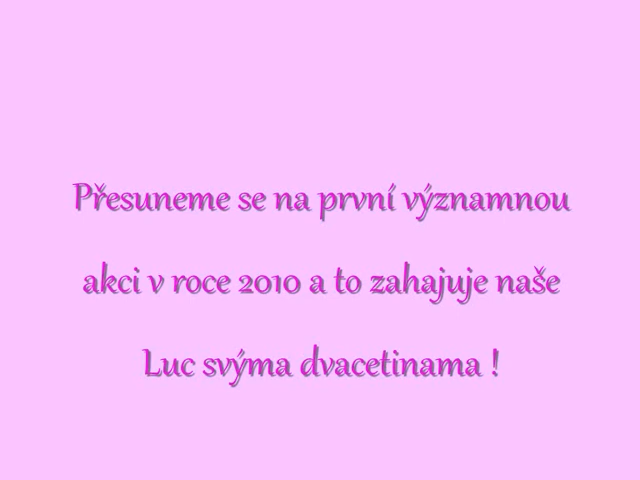 Přesuneme se na první významnou
akci v roce 2010 a to zahajuje naše
Luc svýma dvacetinama !